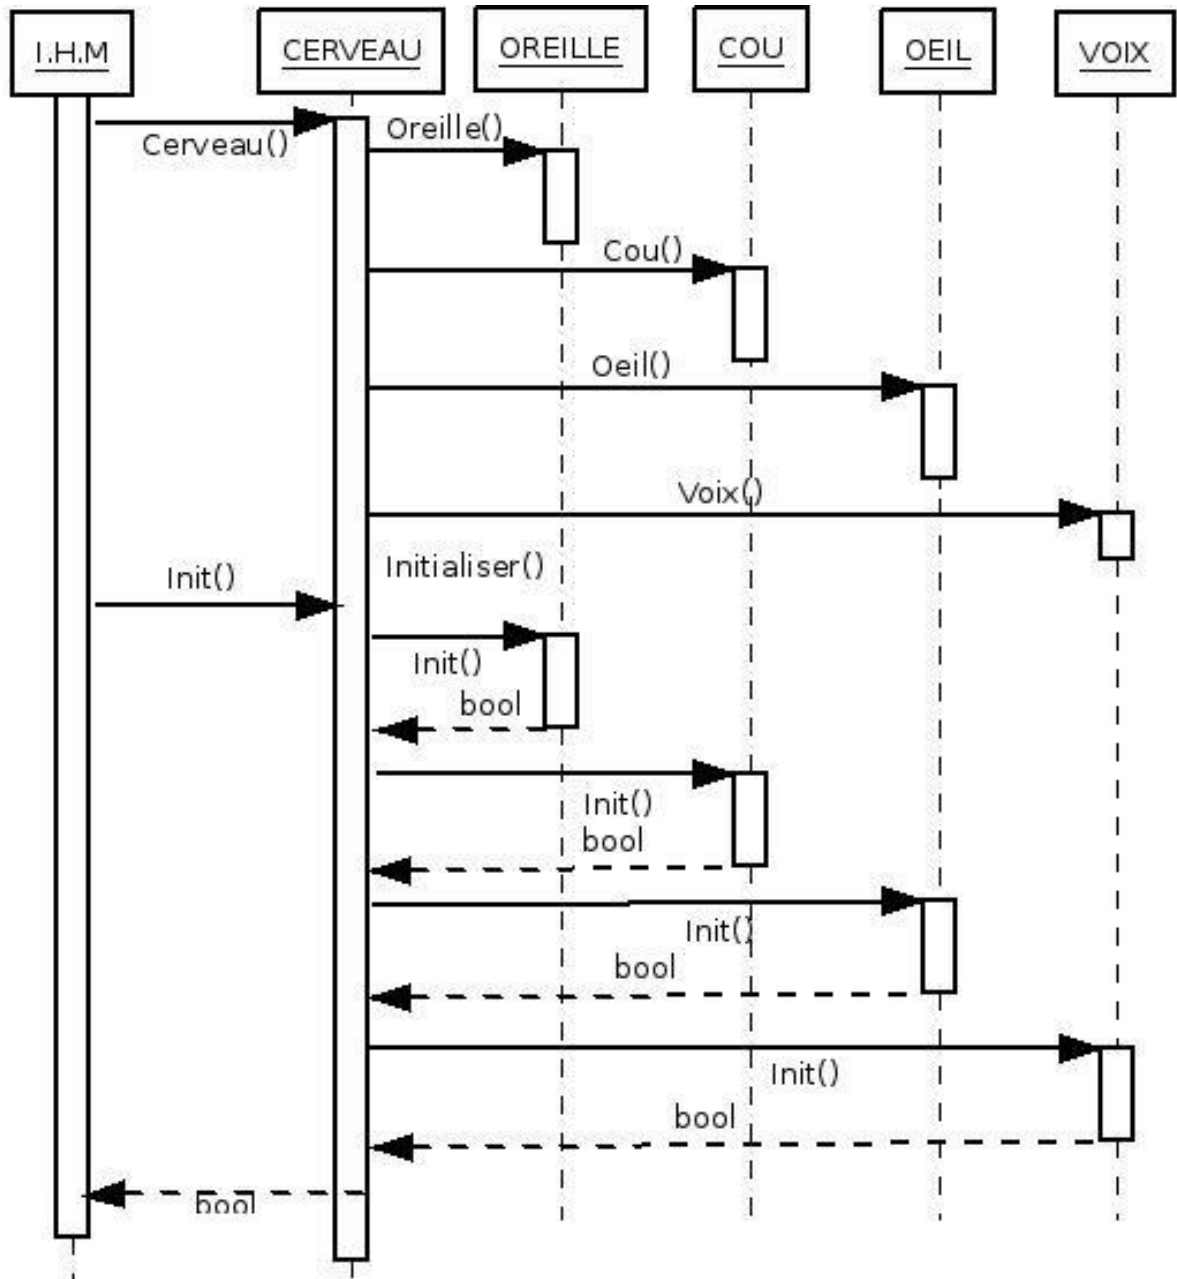 I.H.M
CERVEAU
OREILLE
COU
OEIL
VOIX
Cerveau()
Oreille()
Cou()
Oeil()
Voix()
Initialiser()
Init()
Init()
bool
Init()
bool
Init()
bool
Init()
bool
bool